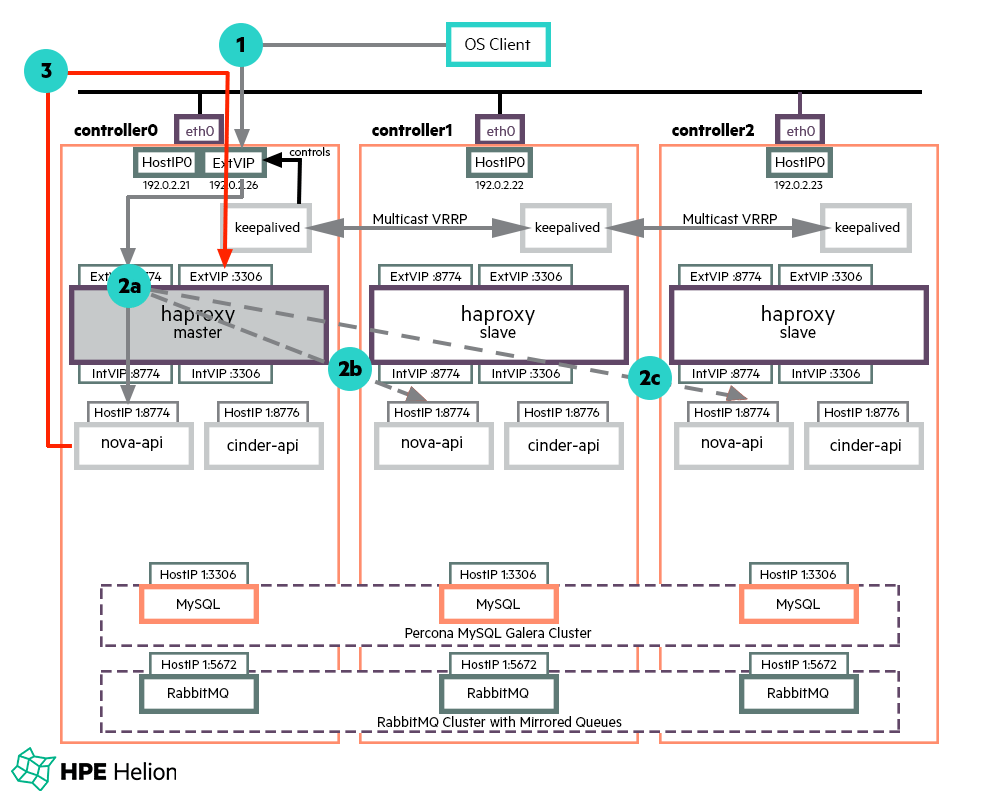 1
OS Client
3
controller0
eth0
controller1
eth0
controller2
eth0
HostIP0
ExtVIP
controls
HostIP0
HostIP0
192.0.2.21
192.0.2.26
192.0.2.22
192.0.2.23
keepalived
Multicast VRRP
keepalived
Multicast VRRP
keepalived
2a
ExtVIP :3306
ExtVIP :8774
ExtVIP :3306
ExtVIP :8774
ExtVIP :3306
haproxy
master
haproxy
slave
haproxy
slave
IntVIP :8774
IntVIP :3306
2b
IntVIP :8774
IntVIP :3306
2c
IntVIP :8774
IntVIP :3306
HostIP 1:8774
HostIP 1:8776
HostIP 1:8774
HostIP 1:8776
HostIP 1:8774
HostIP 1:8776
nova-api
cinder-api
nova-api
cinder-api
nova-api
cinder-api
HostIP 1:3306
HostIP 1:3306
HostIP 1:3306
MySQL
MySQL
MySQL
Percona MySQL Galera Cluster
HostIP 1:5672
HostIP 1:5672
HostIP 1:5672
RabbitMQ
RabbitMQ
RabbitMQ
RabbitMQ Cluster with Mirrored Queues
HPE Helion